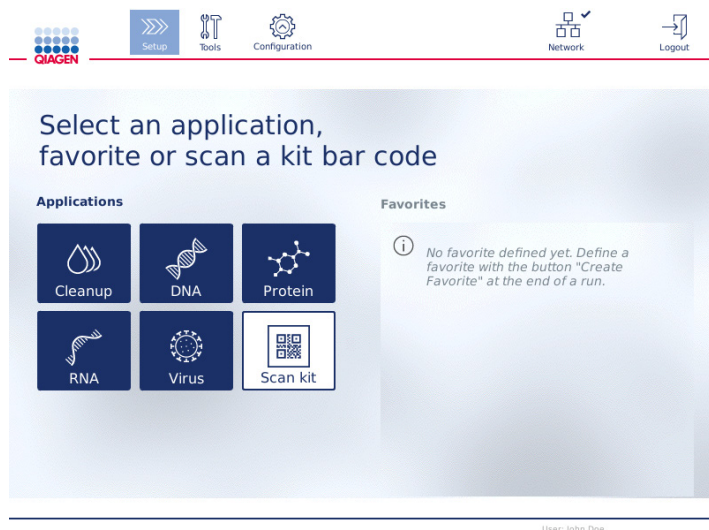 QIAGEN
Setup
Tools
Configuration
Network
Logout
Select an application,
favorite or scan a kit bar code
Applications
Favorites
Cleanup
DNA
Protein
RNA
Virus
Scan kit
No favorite defined yet. Define a
favorite with the button "Create
Favorite" at the end of a run.
User: John Doe